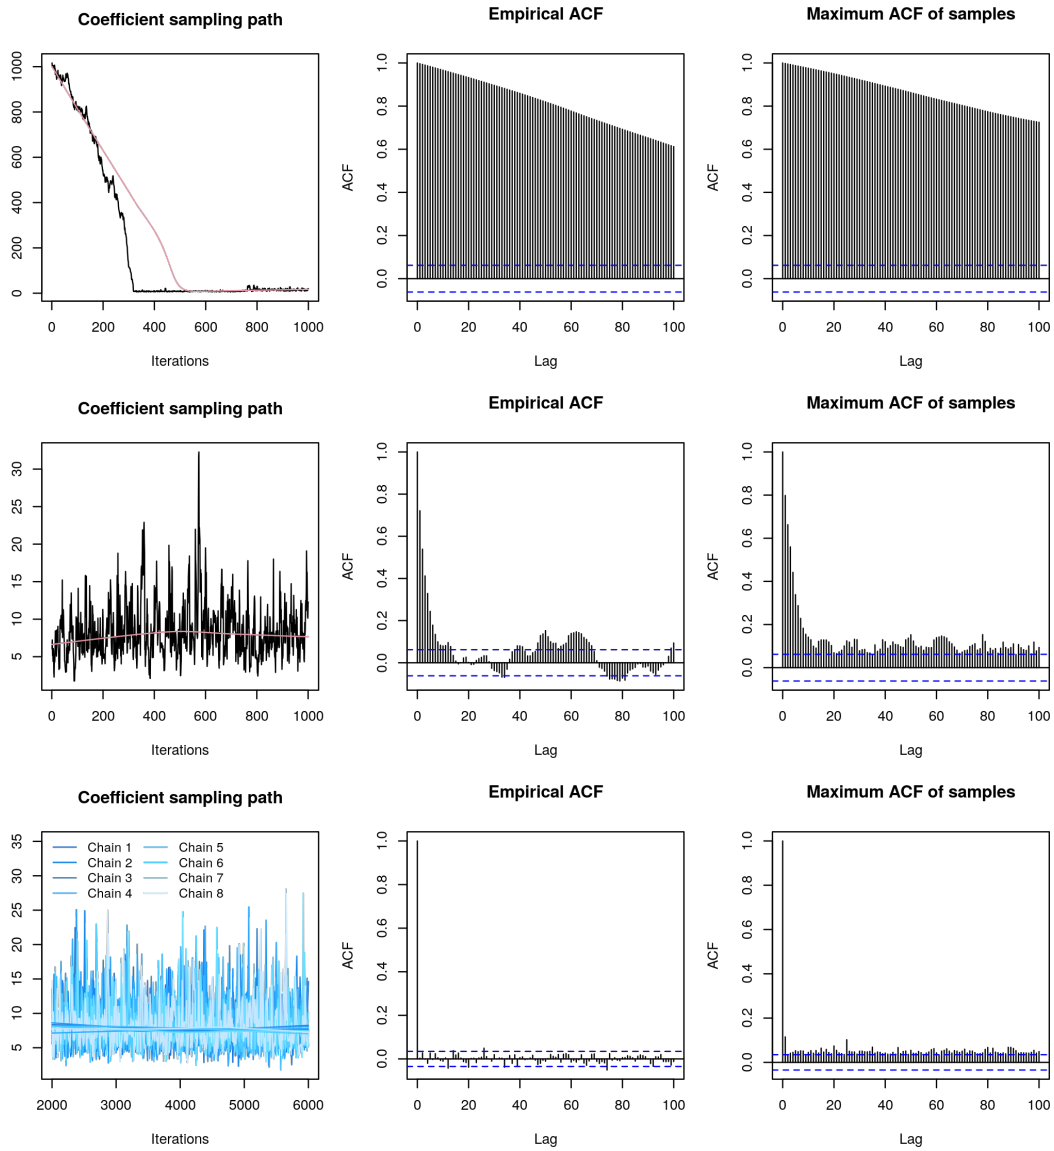 Coefficient sampling path
Empirical ACF
Maximum ACF of samples
1000
800
600
400
200
0
0 200 400 600 800 1000
Iterations
ACF
1.0
0.8
0.6
0.4
0.2
0.0
0 20 40 60 80 100
Lag
ACF
1.0
0.8
0.6
0.4
0.2
0.0
0 20 40 60 80 100
Lag
Coefficient sampling path
Empirical ACF
Maximum ACF of samples
30
25
20
15
10
5
0 200 400 600 800 1000
Iterations
ACF
1.0
0.8
0.6
0.4
0.2
0.0
0 20 40 60 80 100
Lag
ACF
1.0
0.8
0.6
0.4
0.2
0.0
0 20 40 60 80 100
Lag
Coefficient sampling path
Empirical ACF
Maximum ACF of samples
35
30
25
20
15
10
5
Chain 1 Chain 5
Chain 2 Chain 6
Chain 3 Chain 7
Chain 4 Chain 8
2000 3000 4000 5000 6000
Iterations
ACF
1.0
0.8
0.6
0.4
0.2
0.0
0 20 40 60 80 100
Lag
ACF
1.0
0.8
0.6
0.4
0.2
0.0
0 20 40 60 80 100
Lag